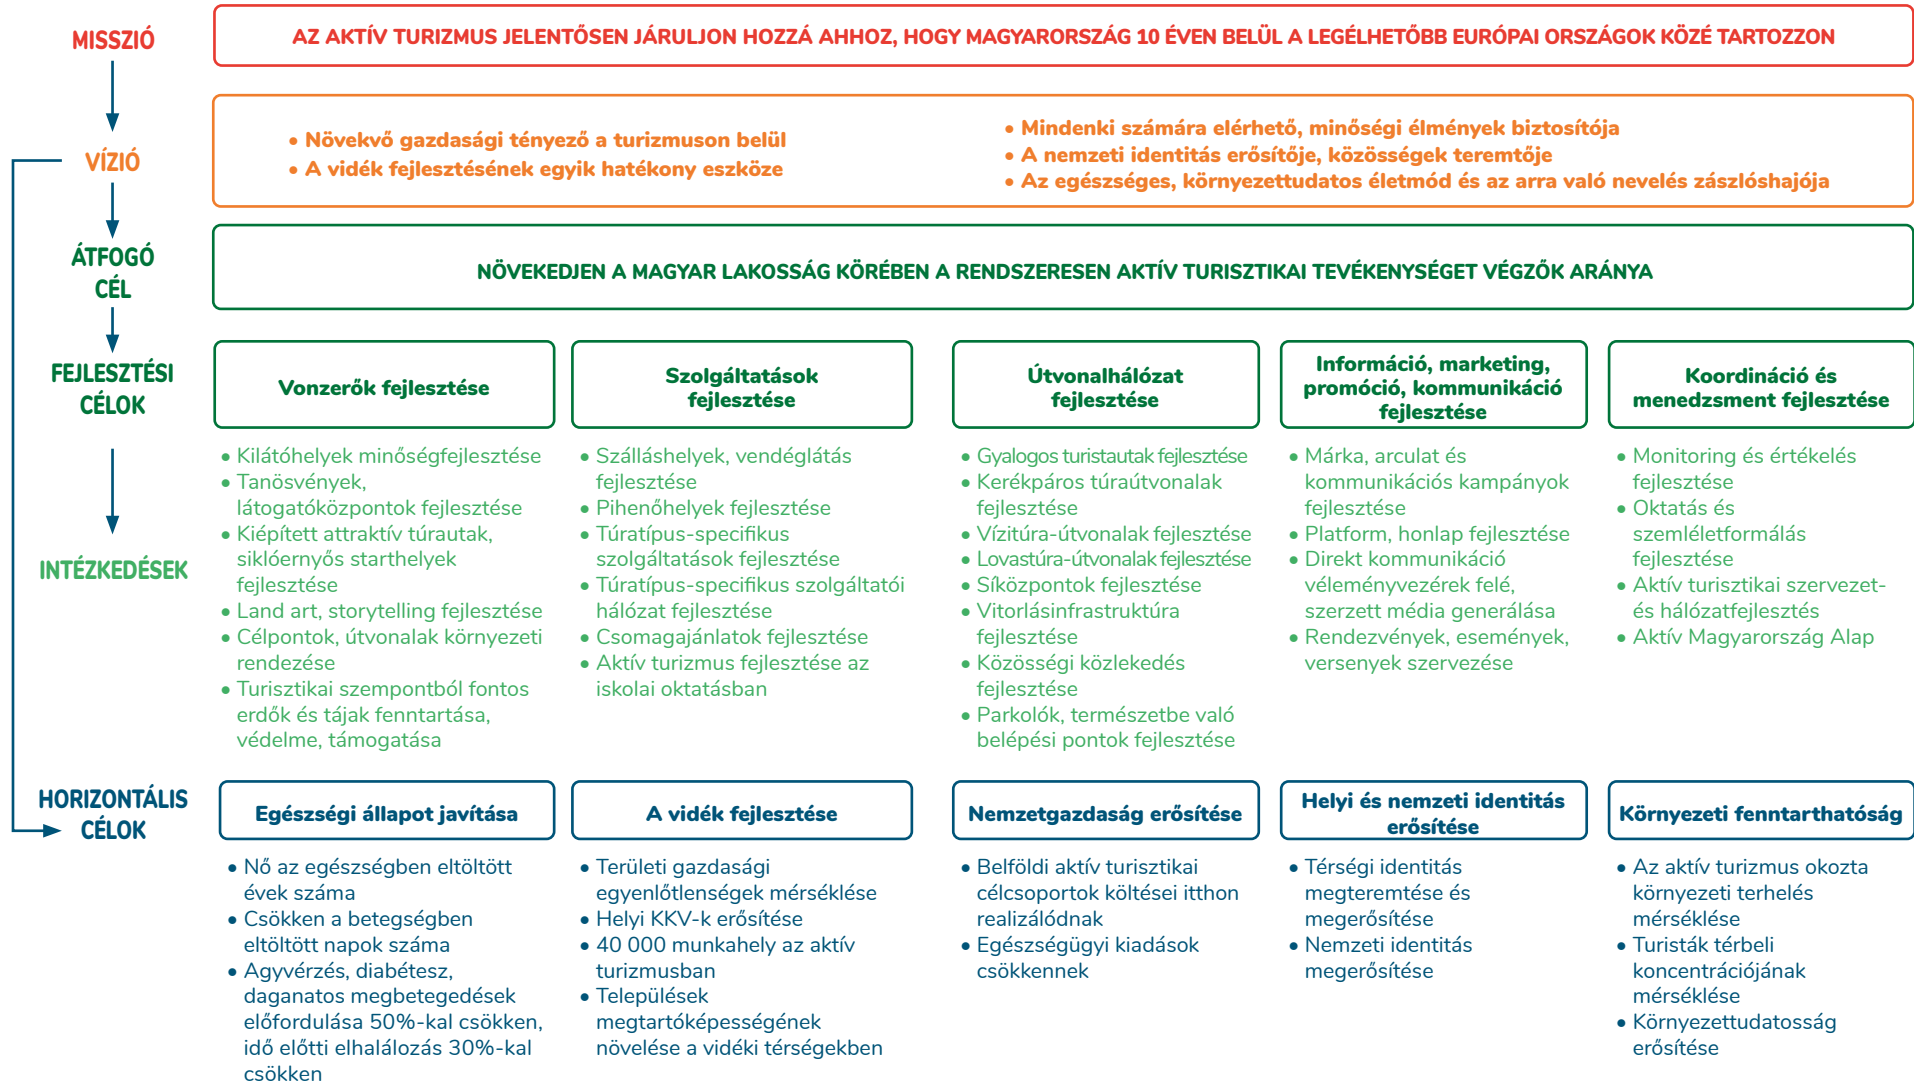 MISSZIÓ
AZ AKTÍV TURIZMUS JELENTŐSEN JÁRULJON HOZZÁ AHHOZ, HOGY MAGYARORSZÁG 10 ÉVEN BELÜL A LEGÉLHETŐBB EURÓPAI ORSZÁGOK KÖZÉ TARTOZZON
VÍZIÓ
• Növekvő gazdasági tényező a turizmuson belül
• A vidék fejlesztésének egyik hatékony eszköze
• Mindenki számára elérhető, minőségi élmények biztosítója
• A nemzeti identitás erősítője, közösségek teremtője
• Az egészséges, környezettudatos életmód és az arra való nevelés zászlóshajója
ÁTFOGÓ
CÉL
NÖVEKEDJEN A MAGYAR LAKOSSÁG KÖRÉBEN A RENDSZERESEN AKTÍV TURISZTIKAI TEVÉKENYSÉGET VÉGZŐK ARÁNYA
FEJLESZTÉSI
CÉLOK
Vonzerők fejlesztése
Szolgáltatások
fejlesztése
Útvonalhálózat
fejlesztése
Információ, marketing,
promóció, kommunikáció
fejlesztése
Koordináció és
menedzsment fejlesztése
INTÉZKEDÉSEK
• Kilátóhelyek minőségfejlesztése
• Tanösvények,
látogatóközpontok fejlesztése
• Kiépített attraktív túrautak,
siklóernyős starthelyek
fejlesztése
• Land art, storytelling fejlesztése
• Célpontok, útvonalak környezeti
rendezése
• Turisztikai szempontból fontos
erdők és tájak fenntartása,
védelme, támogatása
• Szálláshelyek, vendéglátás
fejlesztése
• Pihenőhelyek fejlesztése
• Túratípus-specifikus
szolgáltatások fejlesztése
• Túratípus-specifikus szolgáltatói
hálózat fejlesztése
• Csomagajánlatok fejlesztése
• Aktív turizmus fejlesztése az
iskolai oktatásban
• Gyalogos turistautak fejlesztése
• Kerékpáros túraútvonalak
fejlesztése
• Vízitúra-útvonalak fejlesztése
• Lovastúra-útvonalak fejlesztése
• Síközpontok fejlesztése
• Vitorlásinfrastruktúra
fejlesztése
• Közösségi közlekedés
fejlesztése
• Parkolók, természetbe való
belépési pontok fejlesztése
• Márka, arculat és
kommunikációs kampányok
fejlesztése
• Platform, honlap fejlesztése
• Direkt kommunikáció
véleményvezérek felé,
szerzett média generálása
• Rendezvények, események,
versenyek szervezése
• Monitoring és értékelés
fejlesztése
• Oktatás és
szemléletformálás
fejlesztése
• Aktív turisztikai szervezet-
és hálózatfejlesztés
• Aktív Magyarország Alap
HORIZONTÁLIS
CÉLOK
Egészségi állapot javítása
A vidék fejlesztése
Nemzetgazdaság erősítése
Helyi és nemzeti identitás
erősítése
Környezeti fenntarthatóság
• Nő az egészségben eltöltött
évek száma
• Csökken a betegségben
eltöltött napok száma
• Agyvérzés, diabétesz,
daganatos megbetegedések
előfordulása 50%-kal csökken,
idő előtti elhalálozás 30%-kal
csökken
• Területi gazdasági
egyenlőtlenségek mérséklése
• Helyi KKV-k erősítése
• 40 000 munkahely az aktív
turizmusban
• Települések
megtartóképességének
növelése a vidéki térségekben
• Belföldi aktív turisztikai
célcsoportok költései itthon
realizálódnak
• Egészségügyi kiadások
csökkennek
• Térségi identitás
megteremtése és
megerősítése
• Nemzeti identitás
megerősítése
• Az aktív turizmus okozta
környezeti terhelés
mérséklése
• Turisták térbeli
koncentrációjának
mérséklése
• Környezettudatosság
erősítése